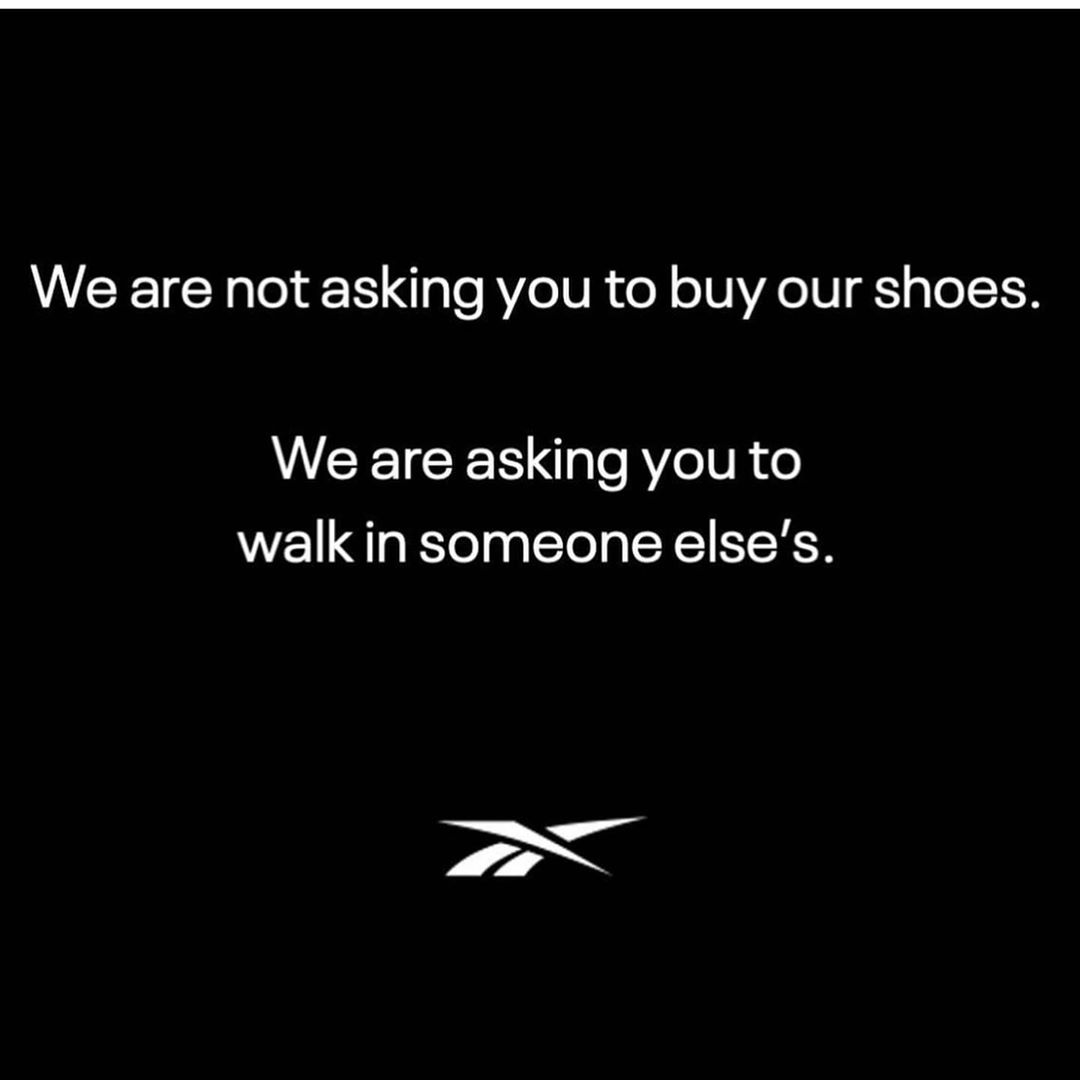 We are not asking you to buy our shoes.
We are asking you to
walk in someone else's.